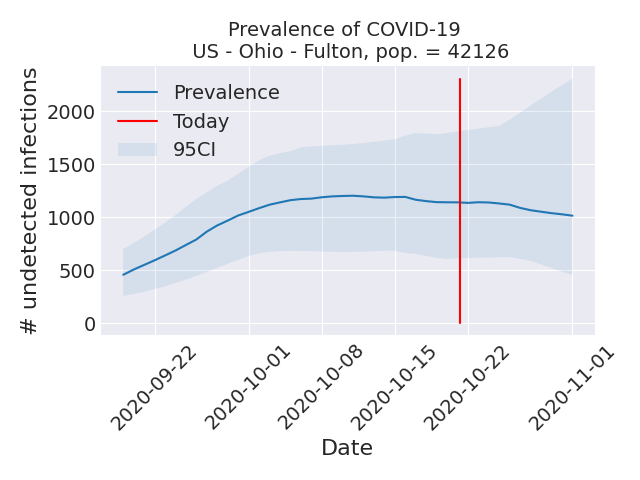 Prevalence of COVID-19
US - Ohio - Fulton, pop. = 42126
# undetected infections
2000
1500
1000
500
0
Prevalence
Today
95CI
2020-09-22
2020-10-01
2020-10-08
2020-10-15
2020-10-22
2020-11-01
Date